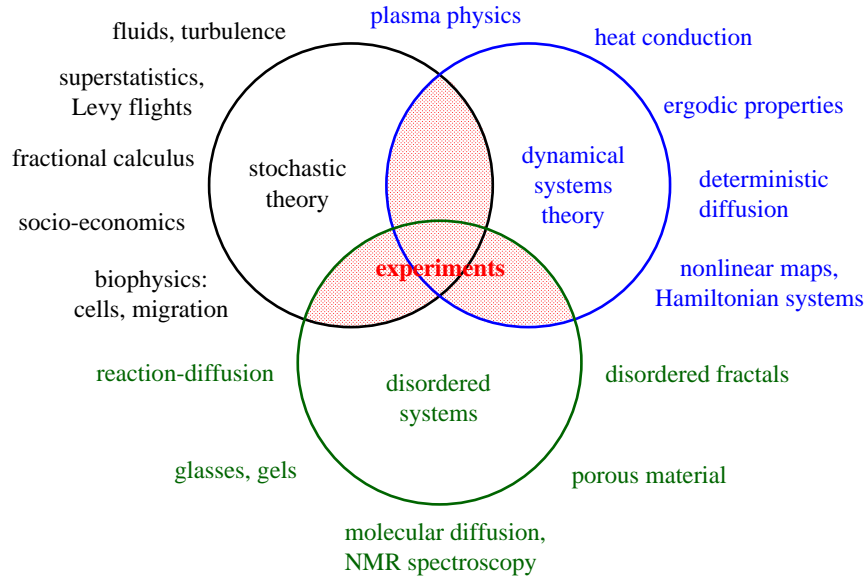 plasma physics
fluids, turbulence
heat conduction
superstatistics,
Levy flights
ergodic properties
fractional calculus
stochastic
theory
dynamical
systems
theory
deterministic
diffusion
socio-economics
biophysics:
cells, migration
experiments
nonlinear maps,
Hamiltonian systems
reaction-diffusion
disordered
systems
disordered fractals
glasses, gels
porous material
molecular diffusion,
NMR spectroscopy